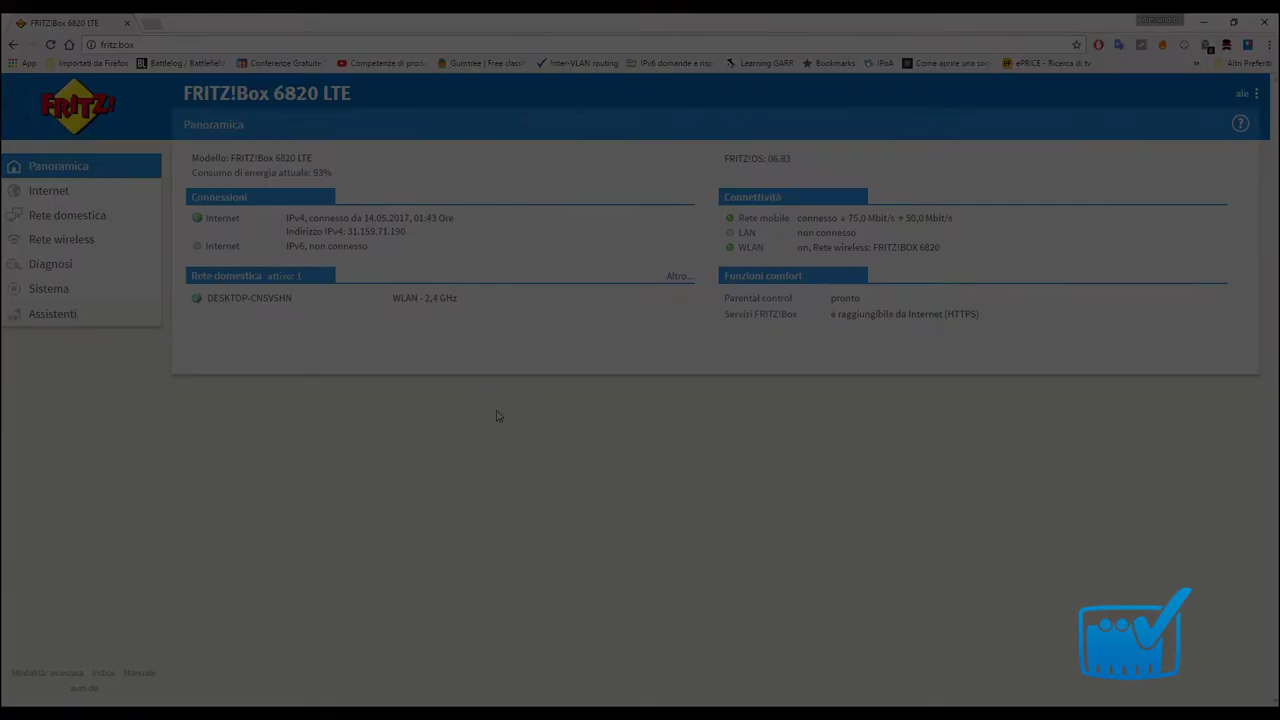 FRITZ!Box 6820 LTE
Alessandro
fritz.box
App Importati da Firefox Battlelog / Battlefield Conferenze Gratuite Competenze di prod Gumtree | Free class Inter-VLAN routing IPv6 domande e risp Learning GARR Bookmarks IPoA Come aprire una soc ePRICE - Ricerca di tv » Altri Preferiti
FRITZ!
FRITZ!Box 6820 LTE
ale
Panoramica
?
Panoramica
Internet
Rete domestica
Rete wireless
Diagnosi
Sistema
Assistenti
Modello: FRITZ!Box 6820 LTE
Consumo di energia attuale: 93%
FRITZ!OS: 06.83
Connessioni
Internet IPv4, connesso da 14.05.2017, 01:43 Ore
Indirizzo IPv4: 31.159.71.190
Internet IPv6, non connesso
Connettività
Rete mobile connesso ↓ 75,0 Mbit/s ↑ 50,0 Mbit/s
LAN non connesso
WLAN on, Rete wireless: FRITZ!BOX 6820
Rete domestica attivo: 1 Altro...
DESKTOP-CNSVSHN WLAN - 2,4 GHz
Funzioni comfort
Parental control pronto
Servizi FRITZ!Box e raggiungibile da Internet (HTTPS)
Modalità: avanzata Indice Manuale
avm.de